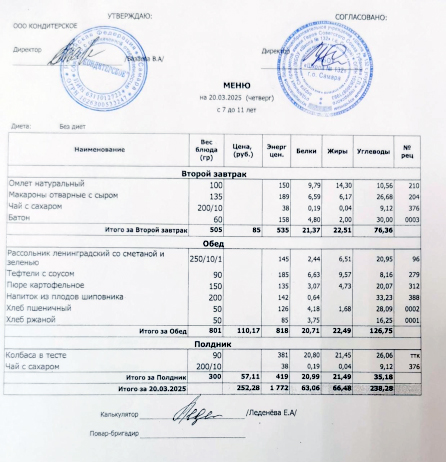 УТВЕРЖДАЮ: СОГЛАСОВАНО:
ООО КОНДИТЕРСКОЕ
Директор /Базаева В.А/ Директор
МЕНЮ
на 20.03.2025 (четверг)
с 7 до 11 лет
Диета: Без диет
Наименование Вес блюда (гр) Цена, (руб.) Энерг цен. Белки Жиры Углеводы № рец
Второй завтрак
Омлет натуральный 100 150 9,79 14,30 10,56 210
Макароны отварные с сыром 135 189 6.59 6.17 26.68 204
Чай с сахаром 200/10 38 0.19 0.04 9,12 376
Батон 60 158 4.80 2.00 30,00 0003
Итого за Второй завтрак 505 85 535 21,37 22,51 76,36
Обед
Рассольник ленинградский со сметаной и зеленью 250/10/1 145 2.44 6,51 20,95 96
Тефтели с соусом 90 185 6,63 9,57 8,16 279
Пюре картофельное 150 135 3,07 4,73 20,07 312
Напиток из плодов шиповника 200 142 0,64 33,23 388
Хлеб пшеничный 50 126 4,18 1,68 28,09 0002
Хлеб ржаной 50 85 3,75 16,25 0001
Итого за Обед 801 110,17 818 20,71 22,49 126,75
Полдник
Колбаса в тесте 90 381 20,80 21,45 26,06 ттк
Чай с сахаром 200/10 38 0,19 0,04 9,12 376
Итого за Полдник 300 57,11 419 20,99 21,49 35,18
Итого за 20.03.2025 252,28 1 772 63,06 66,48 238,28
Калькулятор /Леденёва Е.А/
Повар-бригадир